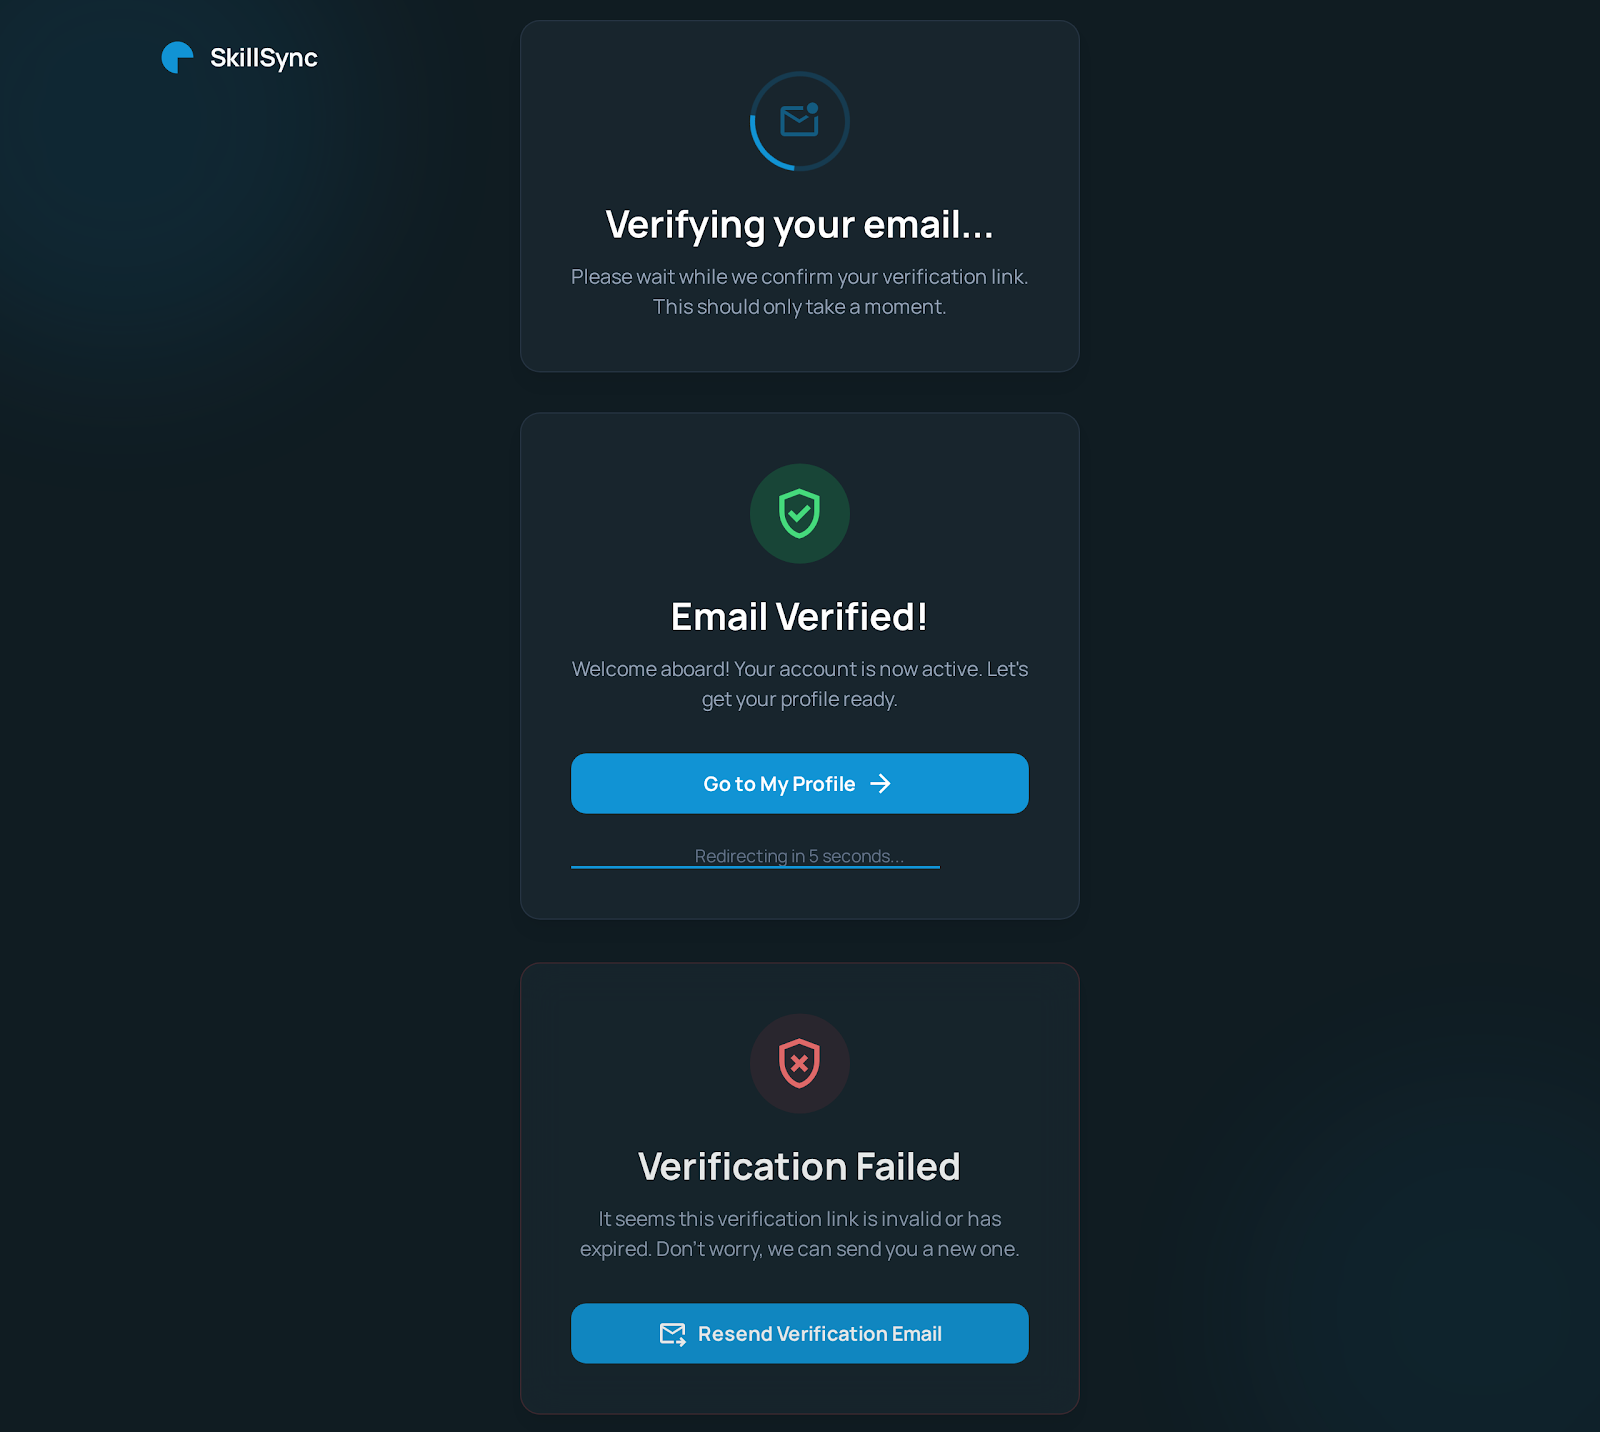 SkillSync
Verifying your email...
Please wait while we confirm your verification link.
This should only take a moment.
Email Verified!
Welcome aboard! Your account is now active. Let's
get your profile ready.
Go to My Profile
Redirecting in 5 seconds...
Verification Failed
It seems this verification link is invalid or has
expired. Don't worry, we can send you a new one.
Resend Verification Email